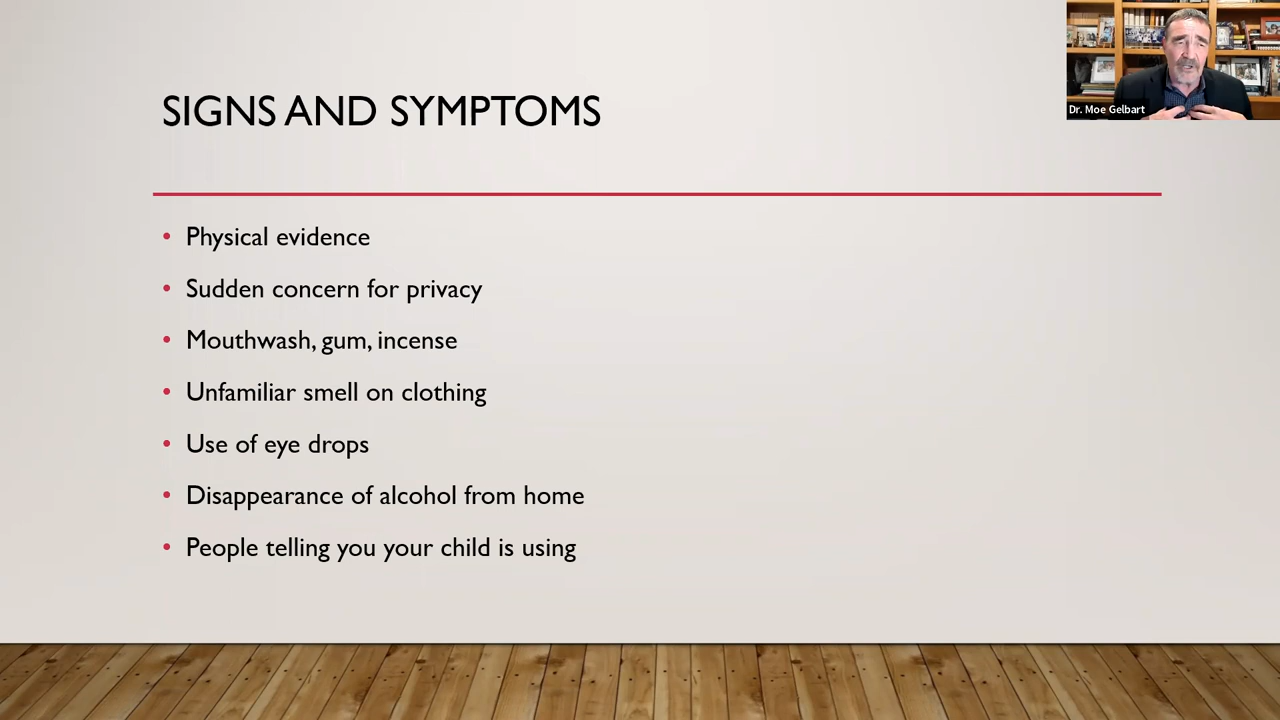 SIGNS AND SYMPTOMS
Dr. Moe Gelbart
• Physical evidence
• Sudden concern for privacy
• Mouthwash, gum, incense
• Unfamiliar smell on clothing
• Use of eye drops
• Disappearance of alcohol from home
• People telling you your child is using